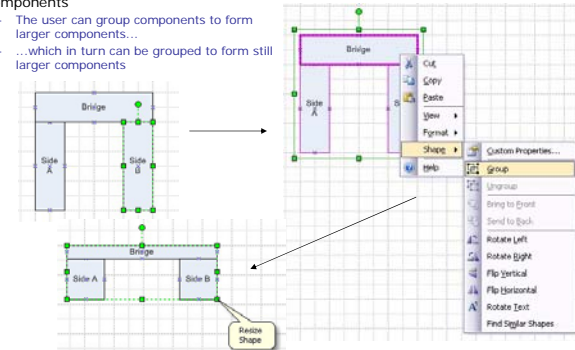 mponents
- The user can group components to form
larger components…
- …which in turn can be grouped to form still
larger components
Bridge
Side
A
Side
B
Bridge
Side
A
S
Cut
Copy
Paste
View
Format
Shape
Help
Custom Properties...
Group
Ungroup
Bring to Front
Send to Back
Rotate Left
Rotate Right
Flip Vertical
Flip Horizontal
Rotate Text
Find Similar Shapes
Bridge
Side A
Side B
Resize
Shape